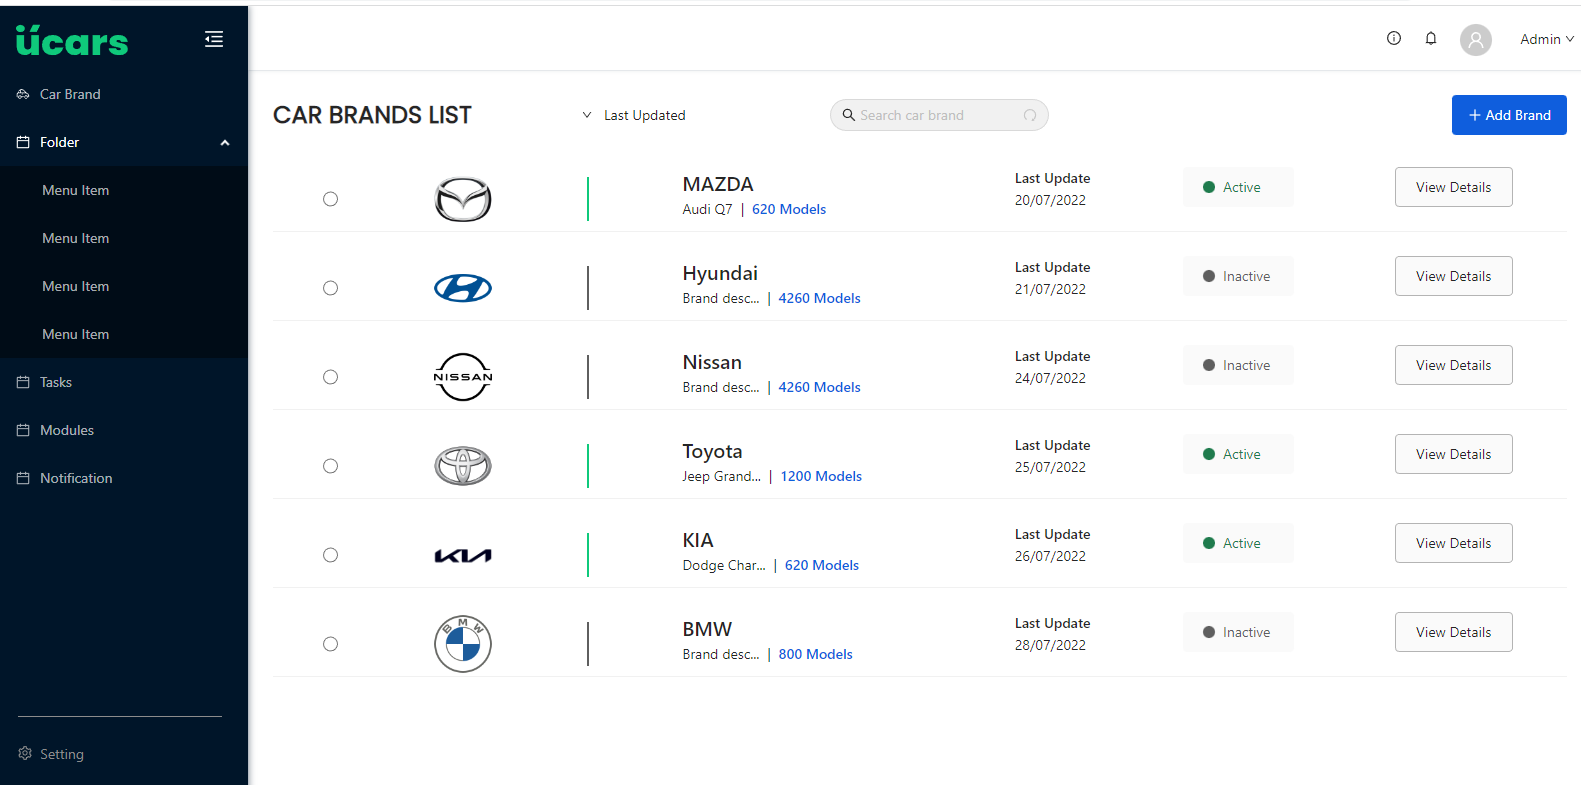 ücars
Admin
Car Brand
Folder
Menu Item
Menu Item
Menu Item
Menu Item
Tasks
Modules
Notification
Setting
CAR BRANDS LIST
Last Updated
Search car brand
+ Add Brand
MAZDA
Audi Q7 | 620 Models
Last Update
20/07/2022
Active
View Details
Hyundai
Brand desc... | 4260 Models
Last Update
21/07/2022
Inactive
View Details
NISSAN
Nissan
Brand desc... | 4260 Models
Last Update
24/07/2022
Inactive
View Details
Toyota
Jeep Grand... | 1200 Models
Last Update
25/07/2022
Active
View Details
KIA
KIA
Dodge Char... | 620 Models
Last Update
26/07/2022
Active
View Details
BMW
BMW
Brand desc... | 800 Models
Last Update
28/07/2022
Inactive
View Details